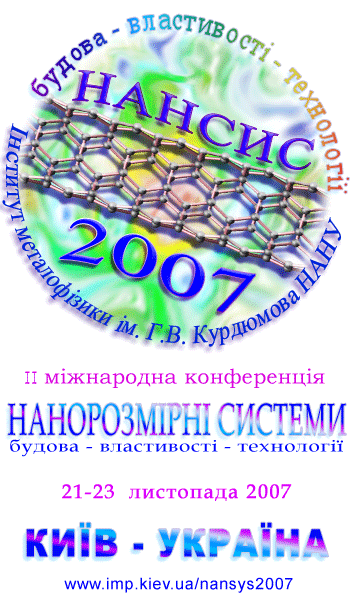 будова - властивості - технології
НАНСИС
2007
Інститут металофізики ім. Г.В. Курдюмова НАНУ
II міжнародна конференція
НАНОРОЗМІРНІ СИСТЕМИ
будова - властивості - технології
21-23 листопада 2007
КИЇВ - УКРАЇНА
www.imp.kiev.ua/nansys2007